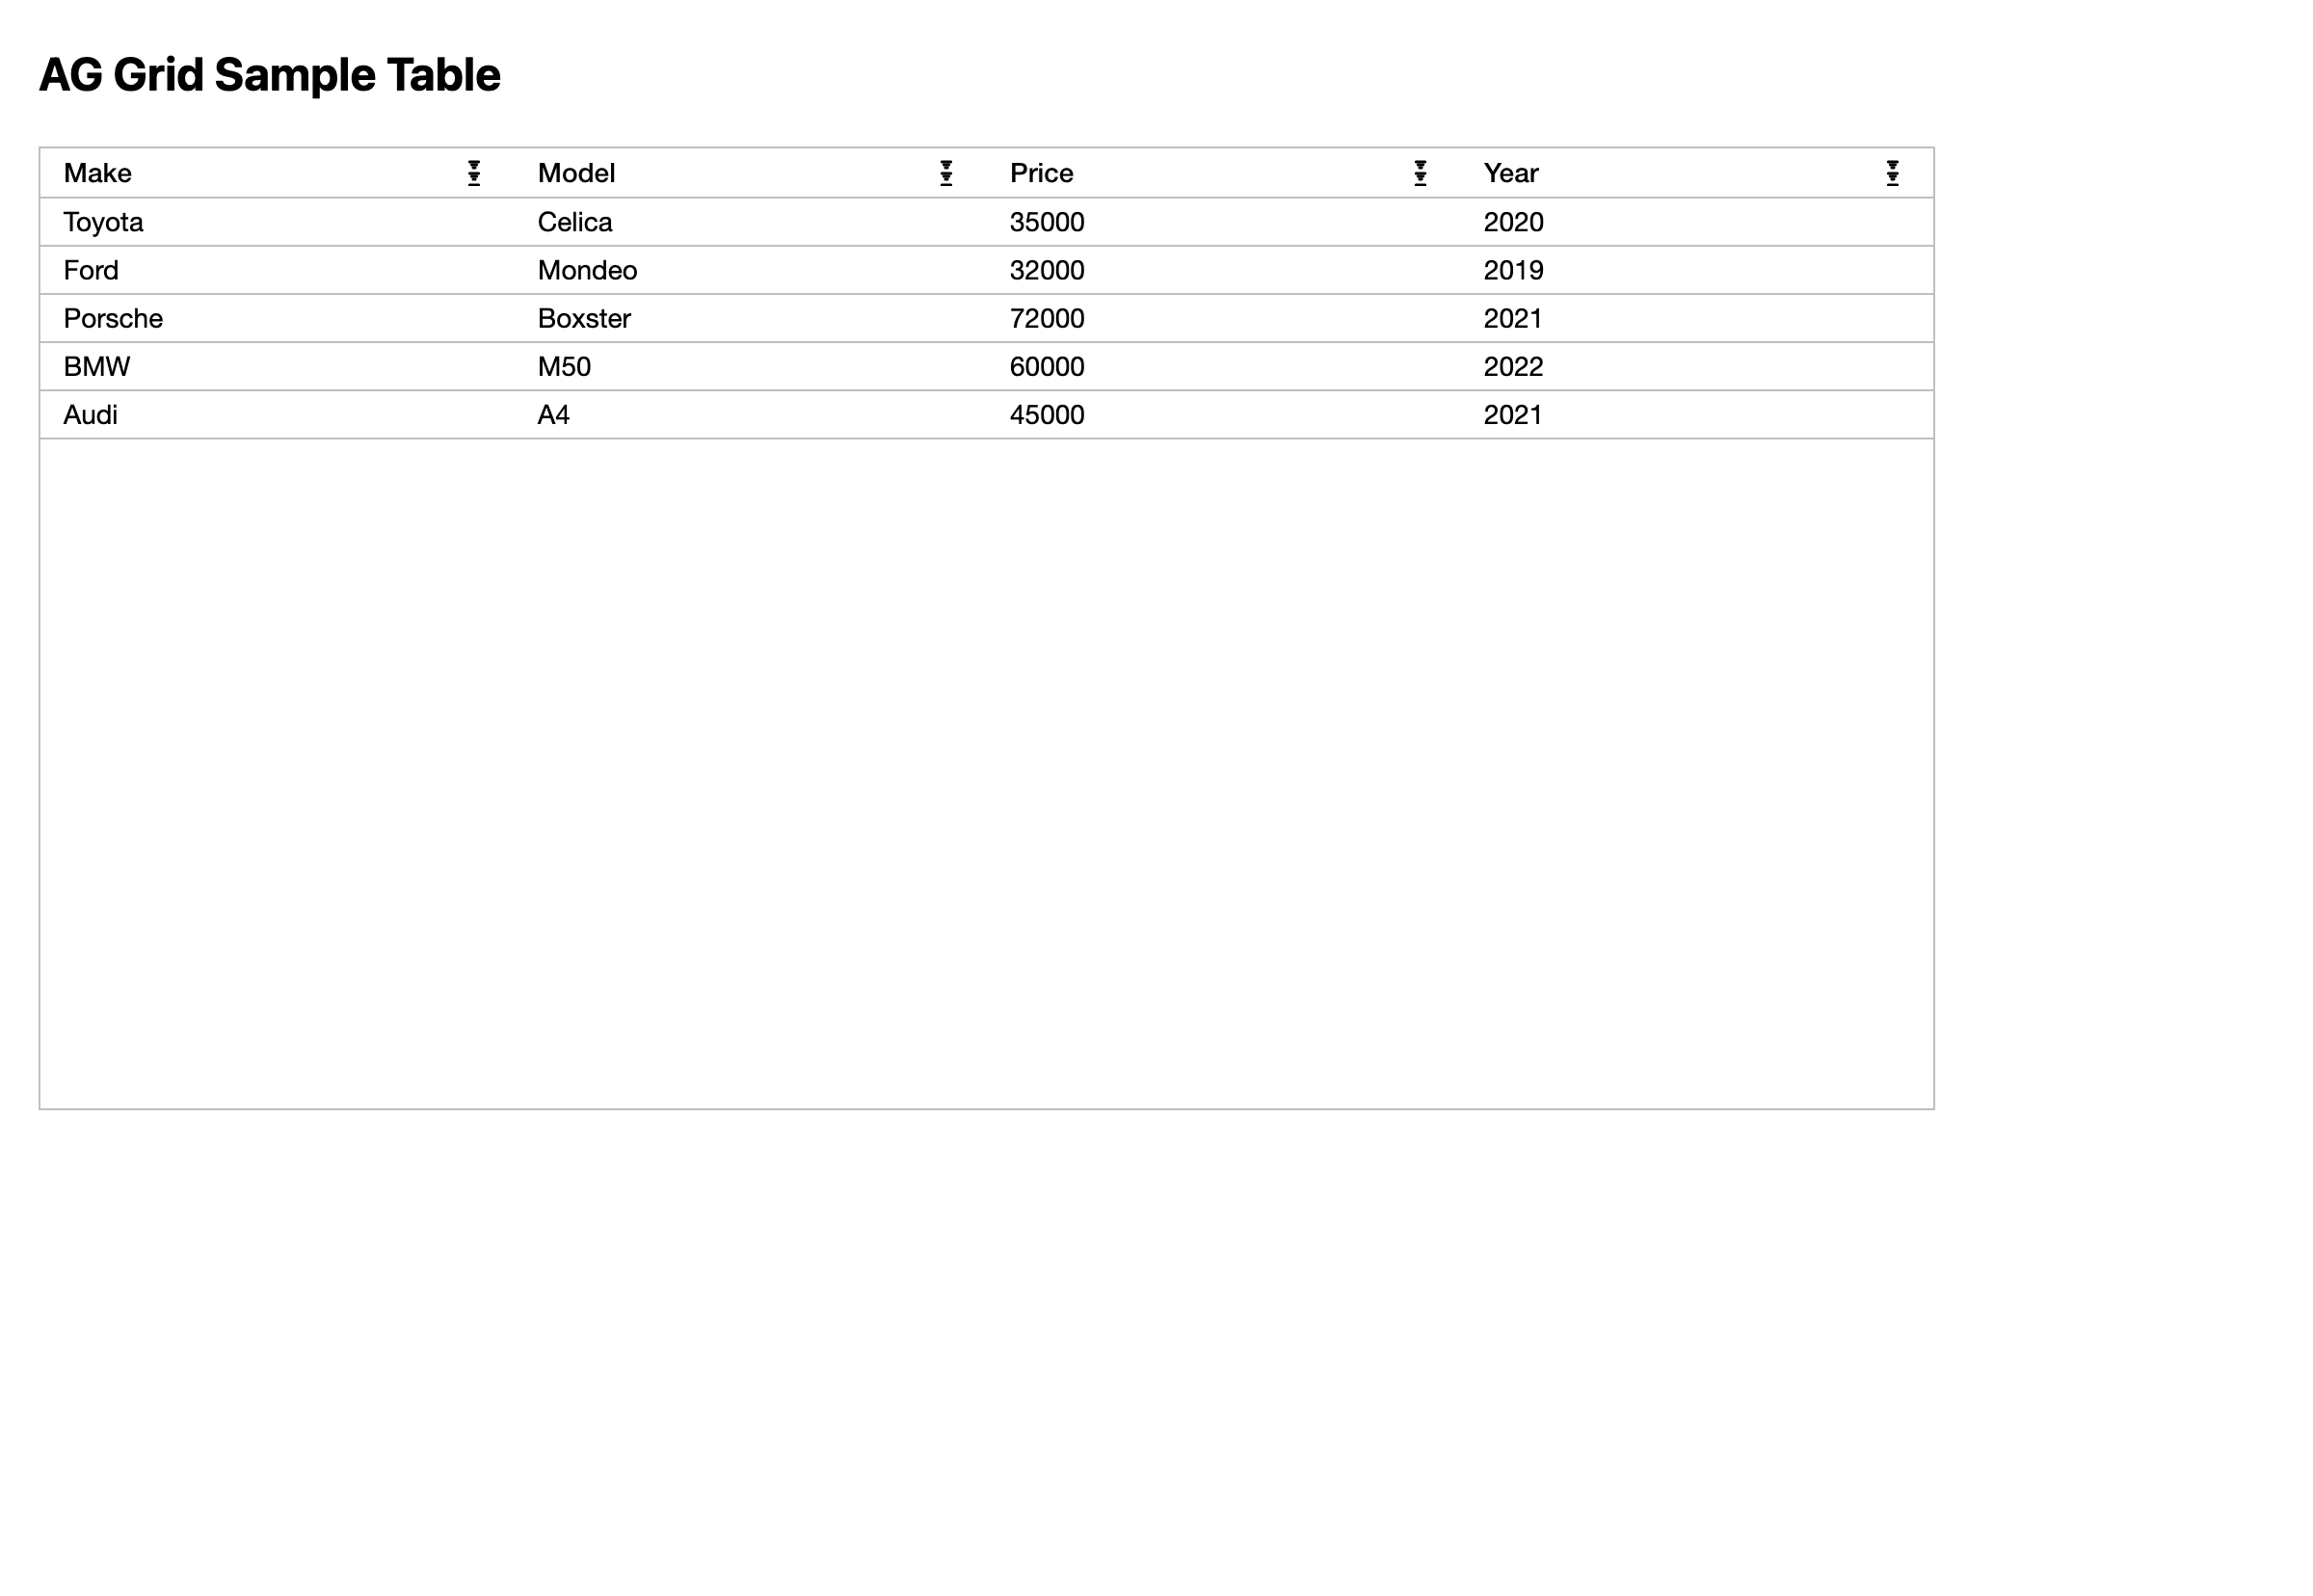 AG Grid Sample Table
Make Model Price Year
Toyota Celica 35000 2020
Ford Mondeo 32000 2019
Porsche Boxster 72000 2021
BMW M50 60000 2022
Audi A4 45000 2021